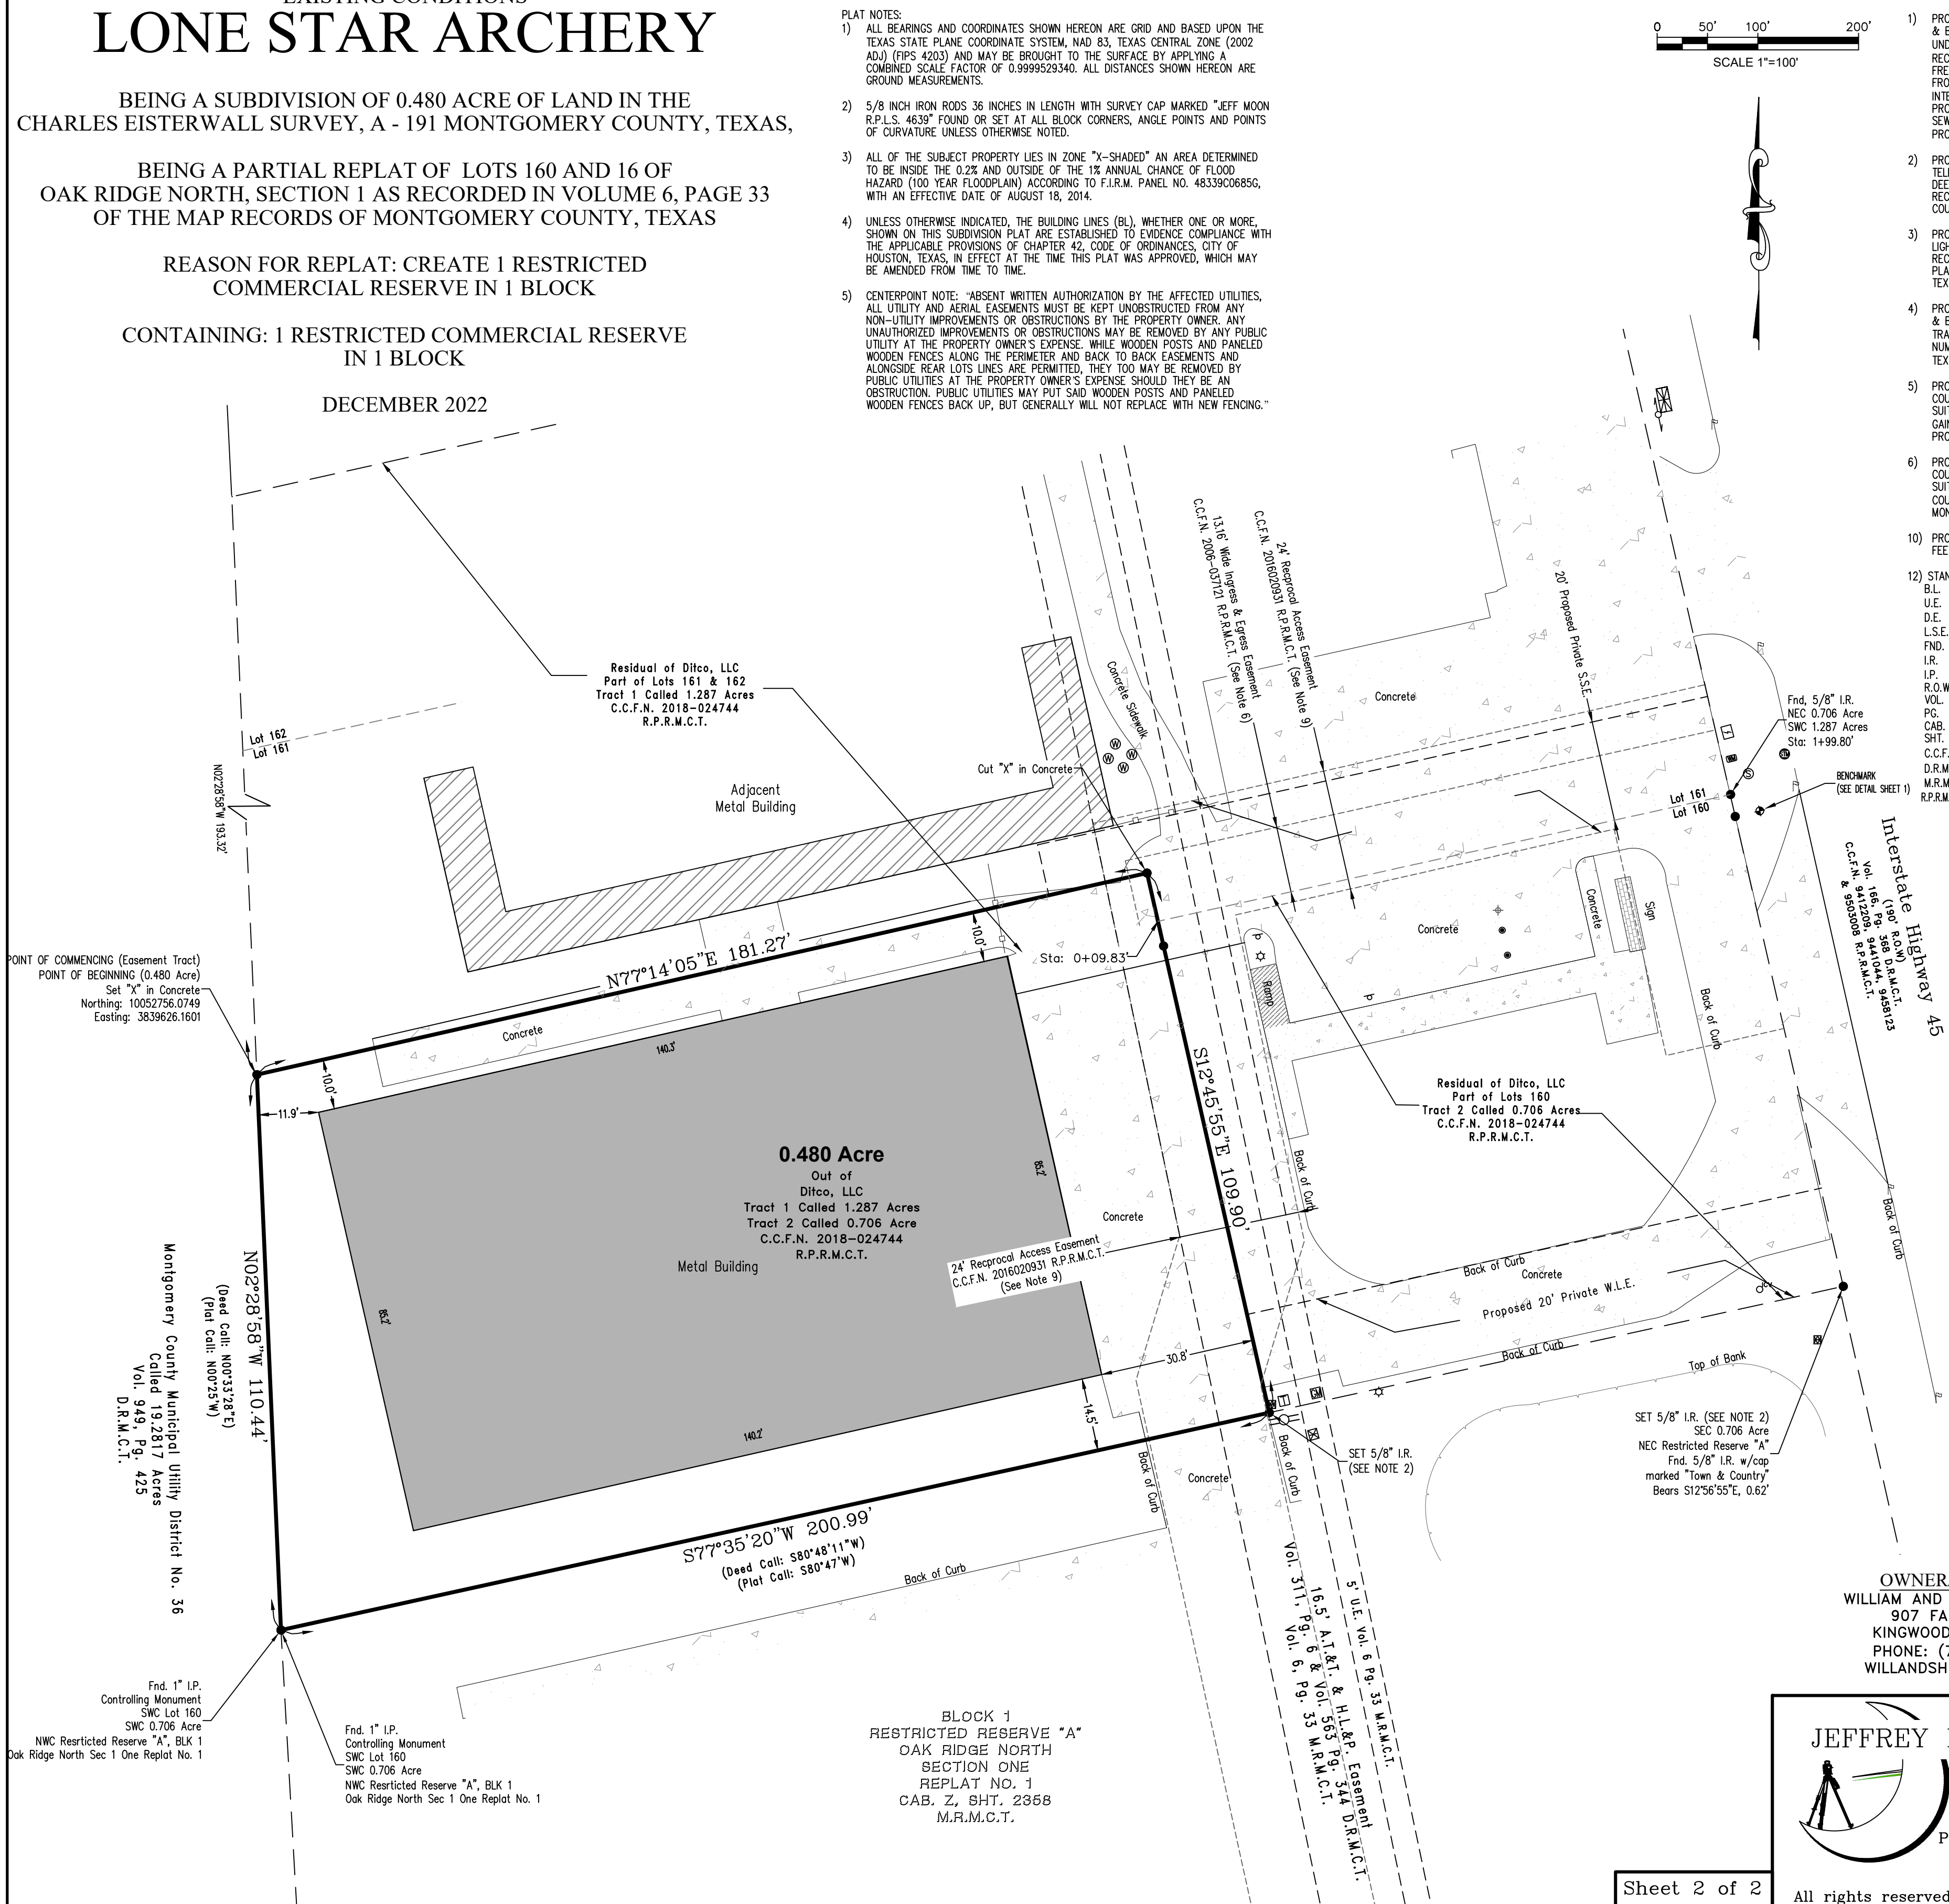 EXISTING CONDITIONS
LONE STAR ARCHERY
BEING A SUBDIVISION OF 0.480 ACRE OF LAND IN THE
CHARLES EISTERWALL SURVEY, A - 191 MONTGOMERY COUNTY, TEXAS,
BEING A PARTIAL REPLAT OF LOTS 160 AND 16 OF
OAK RIDGE NORTH, SECTION 1 AS RECORDED IN VOLUME 6, PAGE 33
OF THE MAP RECORDS OF MONTGOMERY COUNTY, TEXAS
REASON FOR REPLAT: CREATE 1 RESTRICTED
COMMERCIAL RESERVE IN 1 BLOCK
CONTAINING: 1 RESTRICTED COMMERCIAL RESERVE
IN 1 BLOCK
DECEMBER 2022
PLAT NOTES:
1) ALL BEARINGS AND COORDINATES SHOWN HEREON ARE GRID AND BASED UPON THE
TEXAS STATE PLANE COORDINATE SYSTEM, NAD 83, TEXAS CENTRAL ZONE (2002
ADJ) (FIPS 4203) AND MAY BE BROUGHT TO THE SURFACE BY APPLYING A
COMBINED SCALE FACTOR OF 0.9999529340. ALL DISTANCES SHOWN HEREON ARE
GROUND MEASUREMENTS.
2) 5/8 INCH IRON RODS 36 INCHES IN LENGTH WITH SURVEY CAP MARKED "JEFF MOON
R.P.L.S. 4639" FOUND OR SET AT ALL BLOCK CORNERS, ANGLE POINTS AND POINTS
OF CURVATURE UNLESS OTHERWISE NOTED.
3) ALL OF THE SUBJECT PROPERTY LIES IN ZONE "X-SHADED" AN AREA DETERMINED
TO BE INSIDE THE 0.2% AND OUTSIDE OF THE 1% ANNUAL CHANCE OF FLOOD
HAZARD (100 YEAR FLOODPLAIN) ACCORDING TO F.I.R.M. PANEL NO. 48339C0685G,
WITH AN EFFECTIVE DATE OF AUGUST 18, 2014.
4) UNLESS OTHERWISE INDICATED, THE BUILDING LINES (BL), WHETHER ONE OR MORE,
SHOWN ON THIS SUBDIVISION PLAT ARE ESTABLISHED TO EVIDENCE COMPLIANCE WITH
THE APPLICABLE PROVISIONS OF CHAPTER 42, CODE OF ORDINANCES, CITY OF
HOUSTON, TEXAS, IN EFFECT AT THE TIME THIS PLAT WAS APPROVED, WHICH MAY
BE AMENDED FROM TIME TO TIME.
5) CENTERPOINT NOTE: "ABSENT WRITTEN AUTHORIZATION BY THE AFFECTED UTILITIES,
ALL UTILITY AND AERIAL EASEMENTS MUST BE KEPT UNOBSTRUCTED FROM ANY
NON-UTILITY IMPROVEMENTS OR OBSTRUCTIONS BY THE PROPERTY OWNER. ANY
UNAUTHORIZED IMPROVEMENTS OR OBSTRUCTIONS MAY BE REMOVED BY ANY PUBLIC
UTILITY AT THE PROPERTY OWNER'S EXPENSE. WHILE WOODEN POSTS AND PANELED
WOODEN FENCES ALONG THE PERIMETER AND BACK TO BACK EASEMENTS AND
ALONGSIDE REAR LOTS LINES ARE PERMITTED, THEY TOO MAY BE REMOVED BY
PUBLIC UTILITIES AT THE PROPERTY OWNER'S EXPENSE SHOULD THEY BE AN
OBSTRUCTION. PUBLIC UTILITIES MAY PUT SAID WOODEN POSTS AND PANELED
WOODEN FENCES BACK UP, BUT GENERALLY WILL NOT REPLACE WITH NEW FENCING."
0 50' 100' 200'
SCALE 1"=100'
1)
2)
3)
4)
5)
6)
10)
FEE
12)
B.L.
U.E.
D.E.
L.S.E.
FND.
I.R.
I.P.
R.O.W
VOL.
PG.
CAB.
SHT.
C.C.F.
D.R.M
M.R.M
R.P.R.M
Lot 162
Lot 161
N02°28'58"W 193.32'
Residual of Ditco, LLC
Part of Lots 161 & 162
Tract 1 Called 1.287 Acres
C.C.F.N. 2018-024744
R.P.R.M.C.T.
Adjacent
Metal Building
Cut "X" in Concrete
Concrete Sidewalk
W
W
W
W
13.16' Wide Ingress & Egress Easement
C.C.F.N. 2006-037121 R.P.R.M.C.T. (See Note 6)
24' Recprocal Access Easement
C.C.F.N. 2016020931 R.P.R.M.C.T. (See Note 9)
20' Proposed Private S.S.E.
Concrete
Fnd, 5/8" I.R.
NEC 0.706 Acre
SWC 1.287 Acres
Sta: 1+99.80'
BENCHMARK
(SEE DETAIL SHEET 1)
Lot 161
Lot 160
Interstate Highway 45
(190' R.O.W)
Vol. 166, Pg. 368 D.R.M.C.T.
C.C.F.N. 9412209, 9441044, 9458123
& 9503008 R.P.R.M.C.T.
POINT OF COMMENCING (Easement Tract)
POINT OF BEGINNING (0.480 Acre)
Set "X" in Concrete
Northing: 10052756.0749
Easting: 3839626.1601
N77°14'05"E 181.27'
10.0'
Sta: 0+09.83'
Concrete
Concrete
Sign
Ramp
Back of Curb
Concrete
140.3'
10.0'
11.9'
S12°45'55"E 109.90'
Residual of Ditco, LLC
Part of Lots 160
Tract 2 Called 0.706 Acres
C.C.F.N. 2018-024744
R.P.R.M.C.T.
0.480 Acre
Out of
Ditco, LLC
Tract 1 Called 1.287 Acres
Tract 2 Called 0.706 Acre
C.C.F.N. 2018-024744
R.P.R.M.C.T.
Metal Building
85.2'
85.2'
Concrete
24' Recprocal Access Easement
C.C.F.N. 2016020931 R.P.R.M.C.T.
(See Note 9)
Back of Curb
Back of Curb
Back of Curb
Concrete
Proposed 20' Private W.L.E.
Back of Curb
Top of Bank
N02°28'58"W 110.44'
(Deed Call: N00°33'28"E)
(Plat Call: N00°25'W)
Montgomery County Municipal Utility District No. 36
Called 19.2817 Acres
Vol. 949, Pg. 425
D.R.M.C.T.
30.8'
14.5'
140.2'
SET 5/8" I.R.
(SEE NOTE 2)
Back of Curb
Back of Curb
Concrete
SET 5/8" I.R. (SEE NOTE 2)
SEC 0.706 Acre
NEC Restricted Reserve "A"
Fnd. 5/8" I.R. w/cap
marked "Town & Country"
Bears S12°56'55"E, 0.62'
S77°35'20"W 200.99'
(Deed Call: S80°48'11"W)
(Plat Call: S80°47'W)
Back of Curb
5' U.E. Vol. 6 Pg. 33 M.R.M.C.T.
16.5' A.T.&T. & H.L.&P. Easement
Vol. 311, Pg. 6 & Vol. 563 Pg. 344 D.R.M.C.T.
Vol. 6, Pg. 33 M.R.M.C.T.
Fnd. 1" I.P.
Controlling Monument
SWC Lot 160
SWC 0.706 Acre
NWC Resrticted Reserve "A", BLK 1
Oak Ridge North Sec 1 One Replat No. 1
Fnd. 1" I.P.
Controlling Monument
SWC Lot 160
SWC 0.706 Acre
NWC Resrticted Reserve "A", BLK 1
Oak Ridge North Sec 1 One Replat No. 1
BLOCK 1
RESTRICTED RESERVE "A"
OAK RIDGE NORTH
SECTION ONE
REPLAT NO. 1
CAB. Z, SHT. 2358
M.R.M.C.T.
OWNER
WILLIAM AND
907 FA
KINGWOOD
PHONE: (7
WILLANDSH
JEFFREY
Sheet 2 of 2
All rights reserved